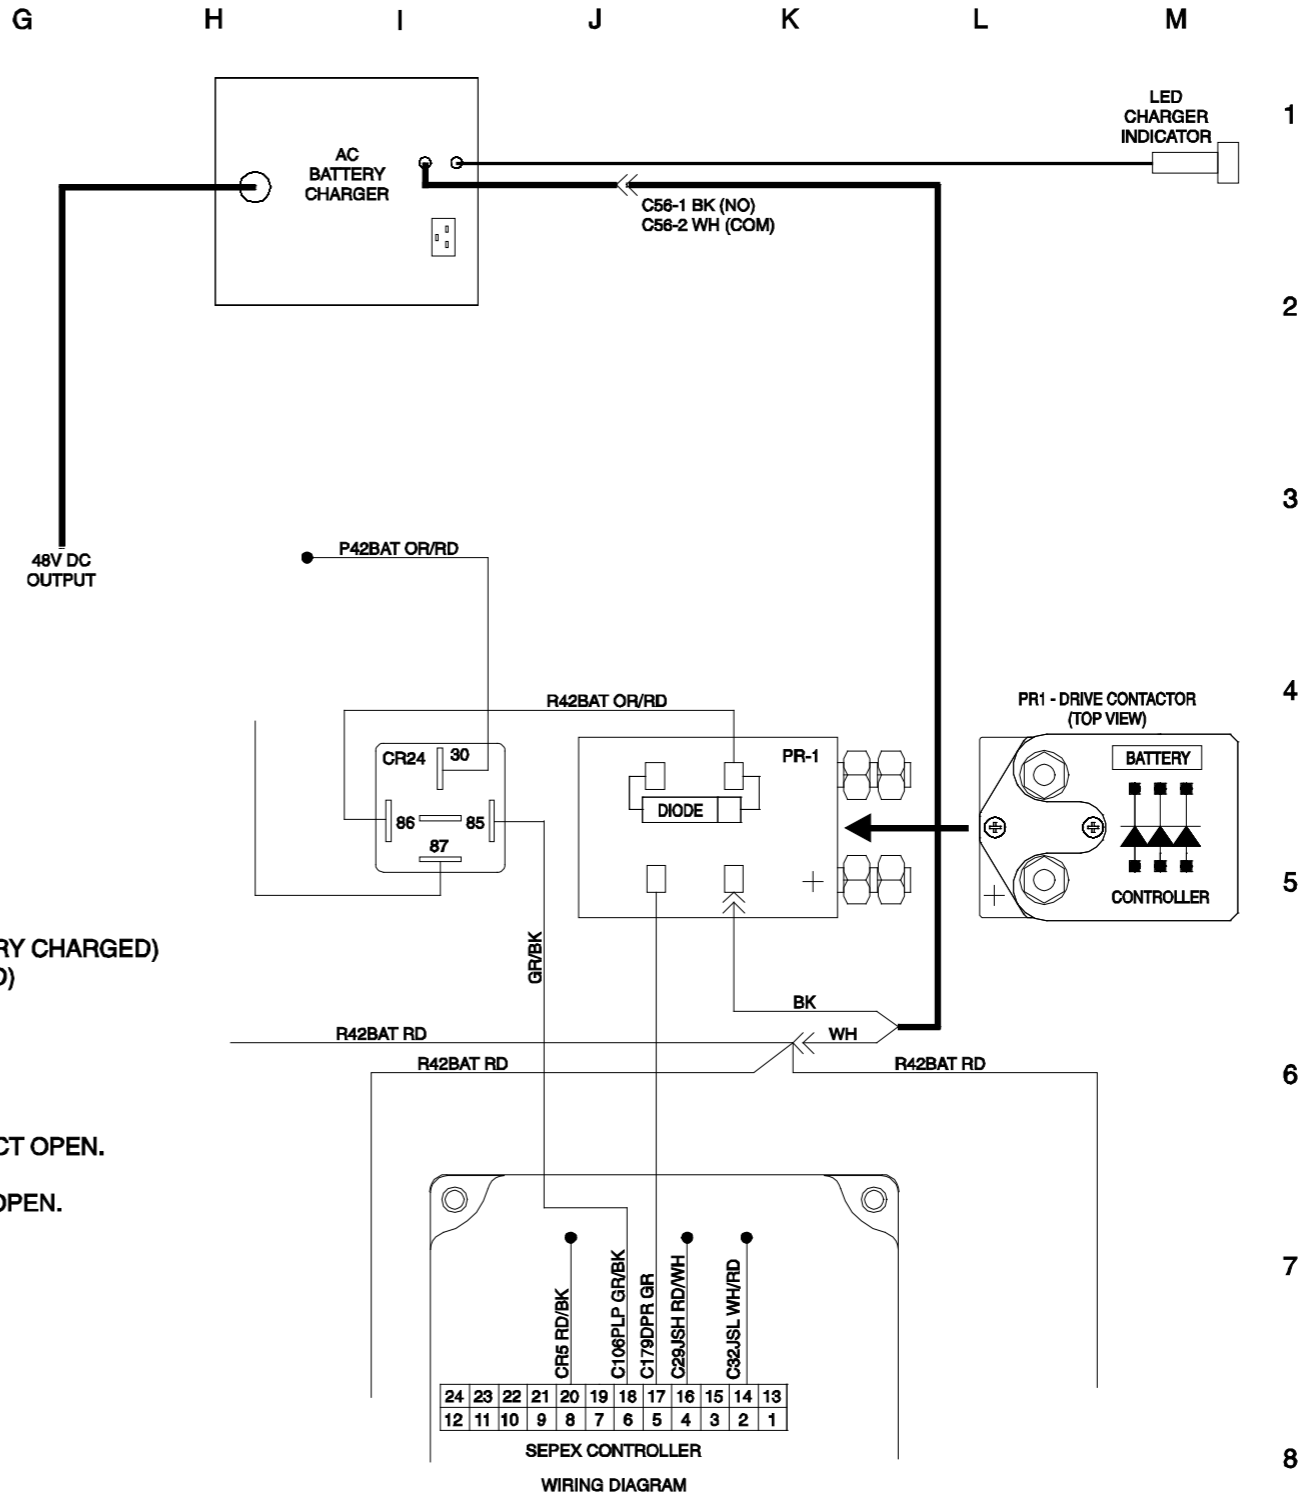 G H I J K L M
1
LED
CHARGER
INDICATOR
AC
BATTERY
CHARGER
C56-1 BK (NO)
C56-2 WH (COM)
2
3
48V DC
OUTPUT
P42BAT OR/RD
4
R42BAT OR/RD
PR1 - DRIVE CONTACTOR
(TOP VIEW)
CR24 30
86 85
87
PR-1
DIODE
BATTERY
CONTROLLER
5
RY CHARGED)
D)
GR/BK
BK
WH
R42BAT RD
R42BAT RD
R42BAT RD
6
CT OPEN.
OPEN.
7
CR5 RD/BK
C106PLP GR/BK
C179DPR GR
C29JSH RD/WH
C32JSL WH/RD
24 23 22 21 20 19 18 17 16 15 14 13
12 11 10 9 8 7 6 5 4 3 2 1
SEPEX CONTROLLER
WIRING DIAGRAM
8